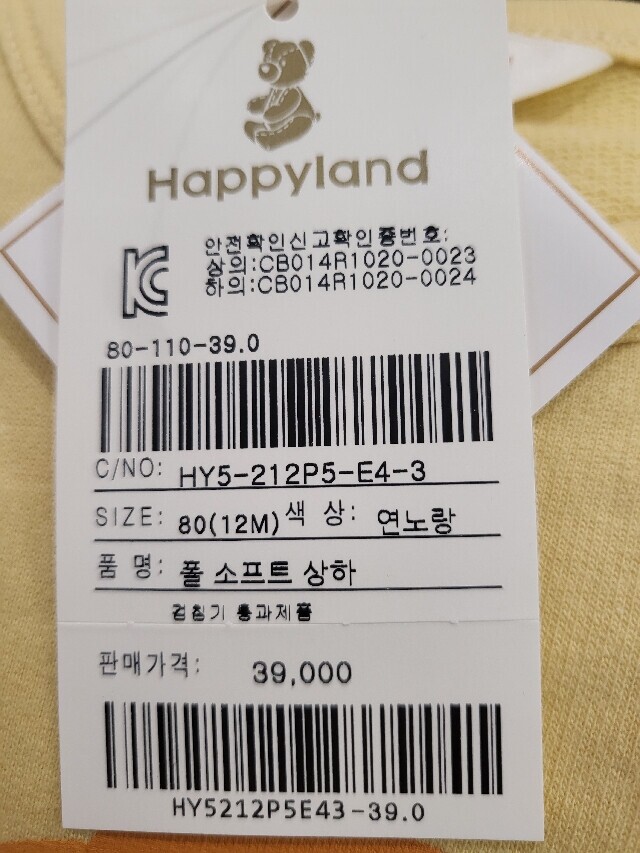 Happyland
안전확인신고확인증번호:
상의:CB014R1020-0023
하의:CB014R1020-0024
80-110-39.0
C/NO: HY5-212P5-E4-3
SIZE: 80(12M) 색 상: 연노랑
품 명: 폴 소프트 상하
검침기 통과제품
판매가격: 39,000
HY5212P5E43-39.0